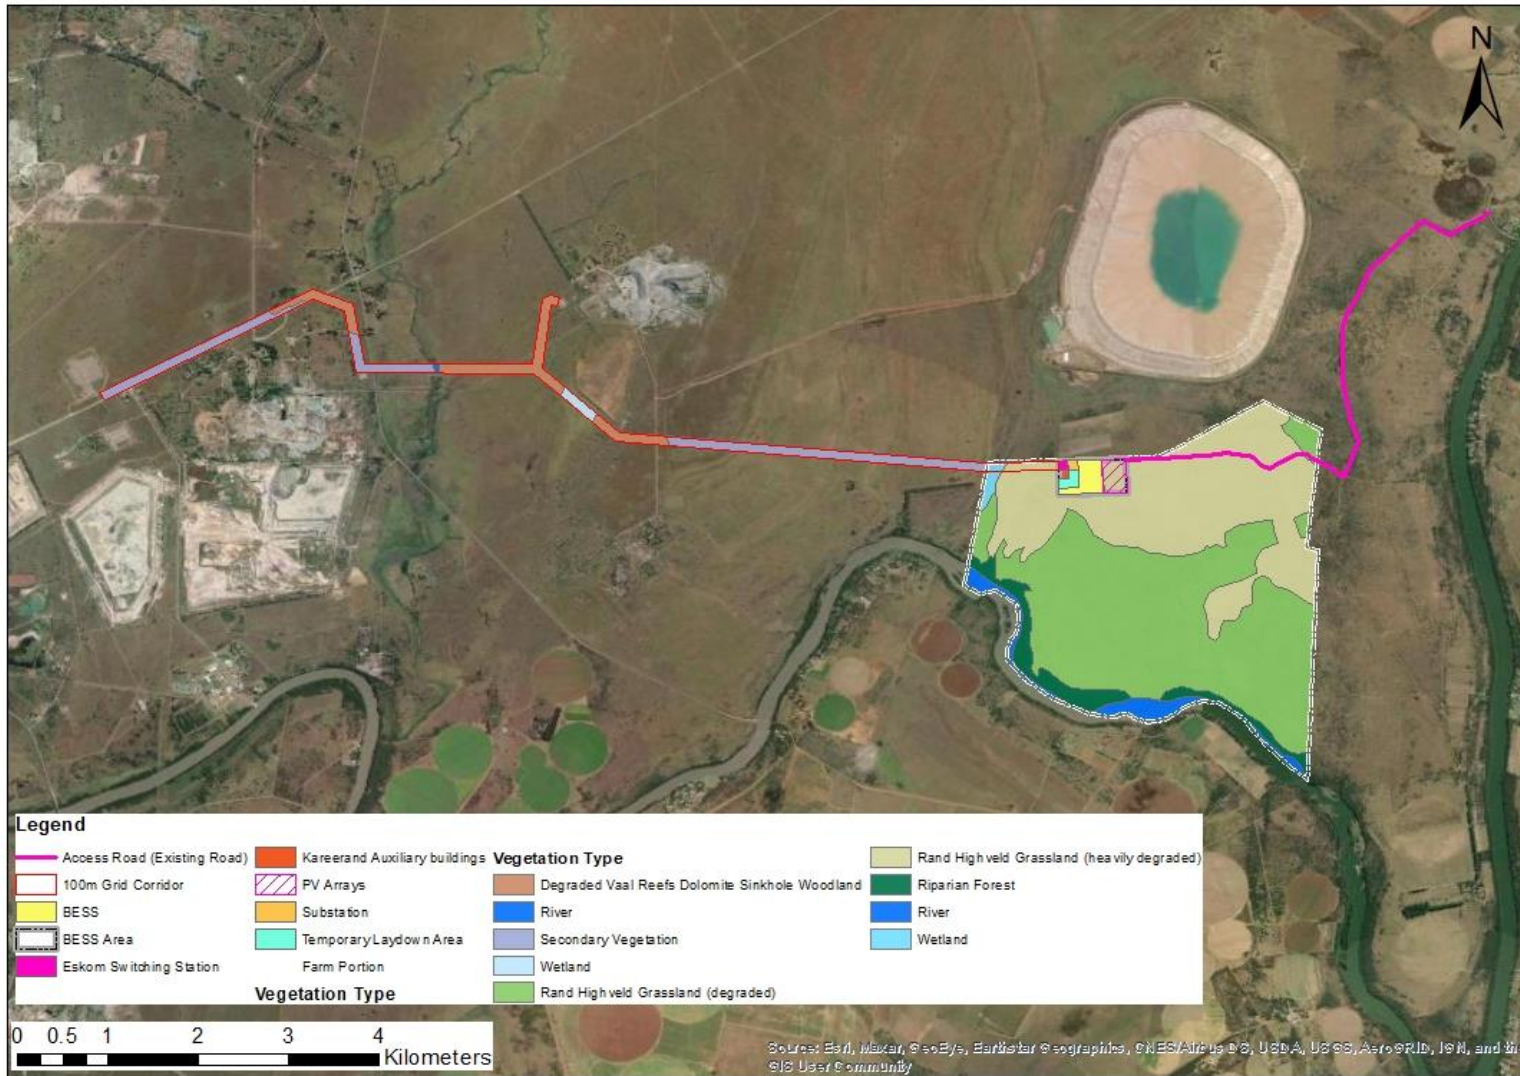 N
Legend
Access Road (Existing Road)
100m Grid Corridor
BESS
BESS Area
Eskom Switching Station
Kareerand Auxiliary buildings
PV Arrays
Substation
Temporary Laydown Area
Farm Portion
Vegetation Type
Vegetation Type
Degraded Vaal Reefs Dolomite Sinkhole Woodland
River
Secondary Vegetation
Wetland
Rand Highveld Grassland (degraded)
Rand Highveld Grassland (heavily degraded)
Riparian Forest
River
Wetland
0 0.5 1 2 3 4
Kilometers
Source: Esri, Maxar, GeoEye, Earthstar Geographics, CNES/Airbus DS, USDA, USGS, AeroGRID, IGN, and the
GIS User Community